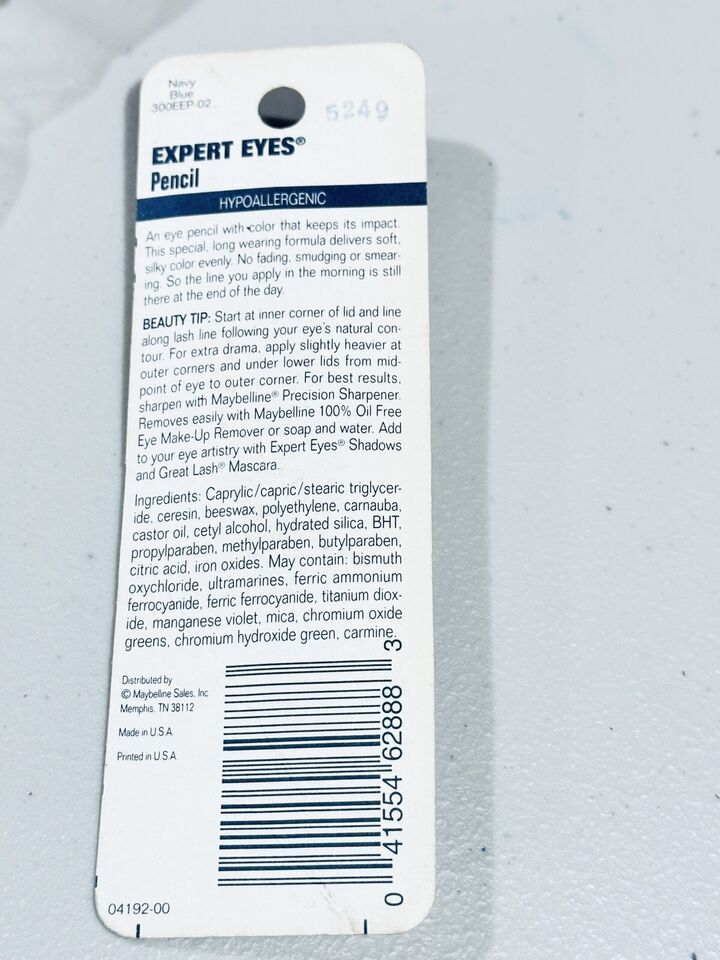 Navy
Blue
300EEP-02
5249
EXPERT EYES®
Pencil
HYPOALLERGENIC
An eye pencil with color that keeps its impact.
This special, long wearing formula delivers soft,
silky color evenly. No fading, smudging or smear-
ing. So the line you apply in the morning is still
there at the end of the day.
BEAUTY TIP: Start at inner corner of lid and line
along lash line following your eye's natural con-
tour. For extra drama, apply slightly heavier at
outer corners and under lower lids from mid-
point of eye to outer corner. For best results,
sharpen with Maybelline® Precision Sharpener.
Removes easily with Maybelline 100% Oil Free
Eye Make-Up Remover or soap and water. Add
to your eye artistry with Expert Eyes® Shadows
and Great Lash® Mascara.
Ingredients: Caprylic/capric/stearic triglycer-
ide, ceresin, beeswax, polyethylene, carnauba,
castor oil, cetyl alcohol, hydrated silica, BHT,
propylparaben, methylparaben, butylparaben,
citric acid, iron oxides. May contain: bismuth
oxychloride, ultramarines, ferric ammonium
ferrocyanide, ferric ferrocyanide, titanium diox-
ide, manganese violet, mica, chromium oxide
greens, chromium hydroxide green, carmine.
Distributed by
© Maybelline Sales, Inc.
Memphis, TN 38112
Made in U.S.A.
Printed in U.S.A.
0 41554 62888 3
04192-00